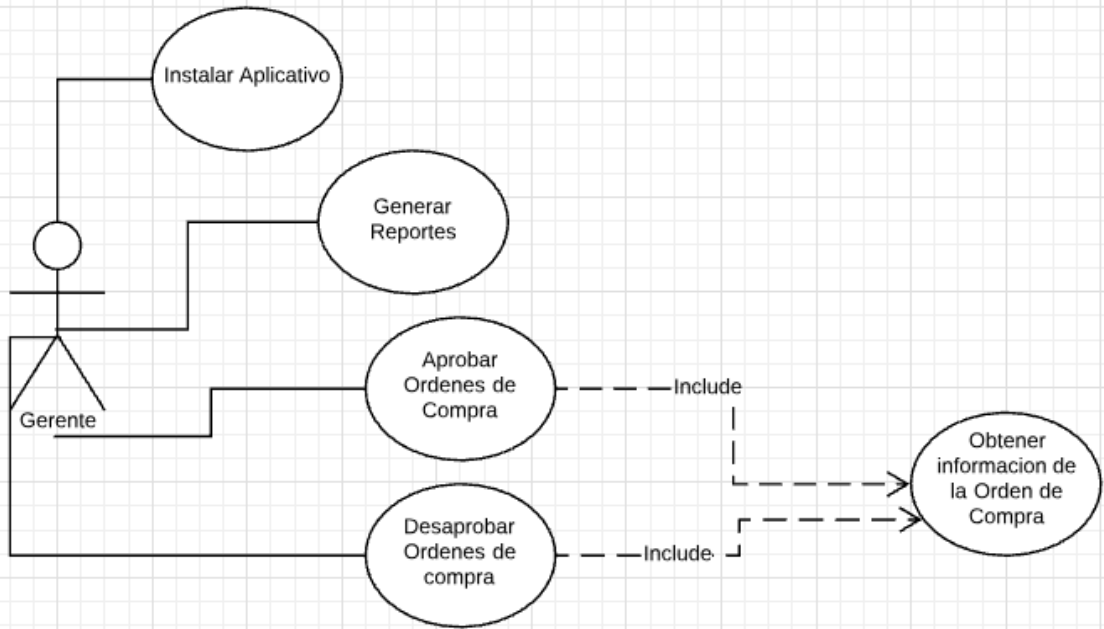 Instalar Aplicativo
Generar
Reportes
Aprobar
Ordenes de
Compra
Include
Gerente
Obtener
informacion de
la Orden de
Compra
Desaprobar
Ordenes de
compra
Include